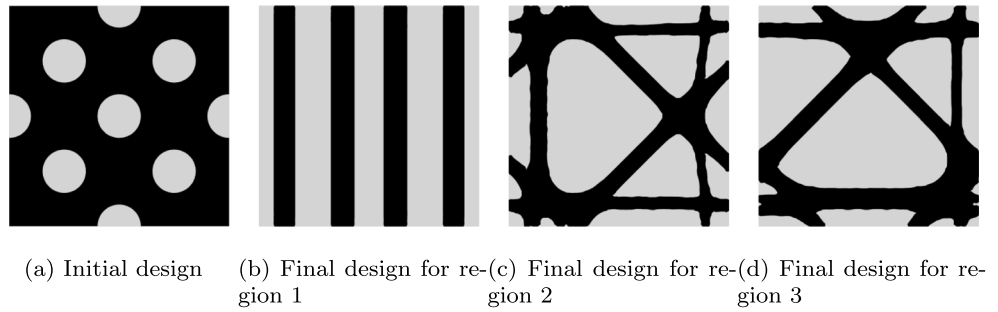 (a) Initial design
(b) Final design for re-
gion 1
(c) Final design for re-
gion 2
(d) Final design for re-
gion 3